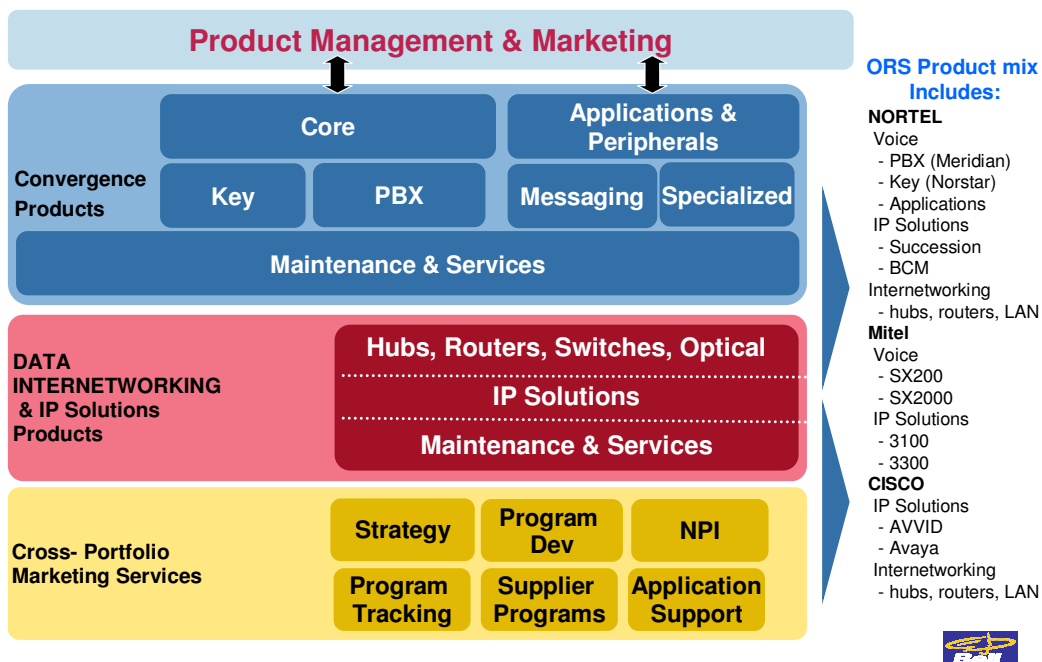 Product Management & Marketing
Convergence
Products
Core
Applications &
Peripherals
Key
PBX
Messaging
Specialized
Maintenance & Services
DATA
INTERNETWORKING
& IP Solutions
Products
Hubs, Routers, Switches, Optical
IP Solutions
Maintenance & Services
Cross- Portfolio
Marketing Services
Strategy
Program
Dev
NPI
Program
Tracking
Supplier
Programs
Application
Support
ORS Product mix
Includes:
NORTEL
Voice
- PBX (Meridian)
- Key (Norstar)
- Applications
IP Solutions
- Succession
- BCM
Internetworking
- hubs, routers, LAN
Mitel
Voice
- SX200
- SX2000
IP Solutions
- 3100
- 3300
CISCO
IP Solutions
- AVVID
- Avaya
Internetworking
- hubs, routers, LAN